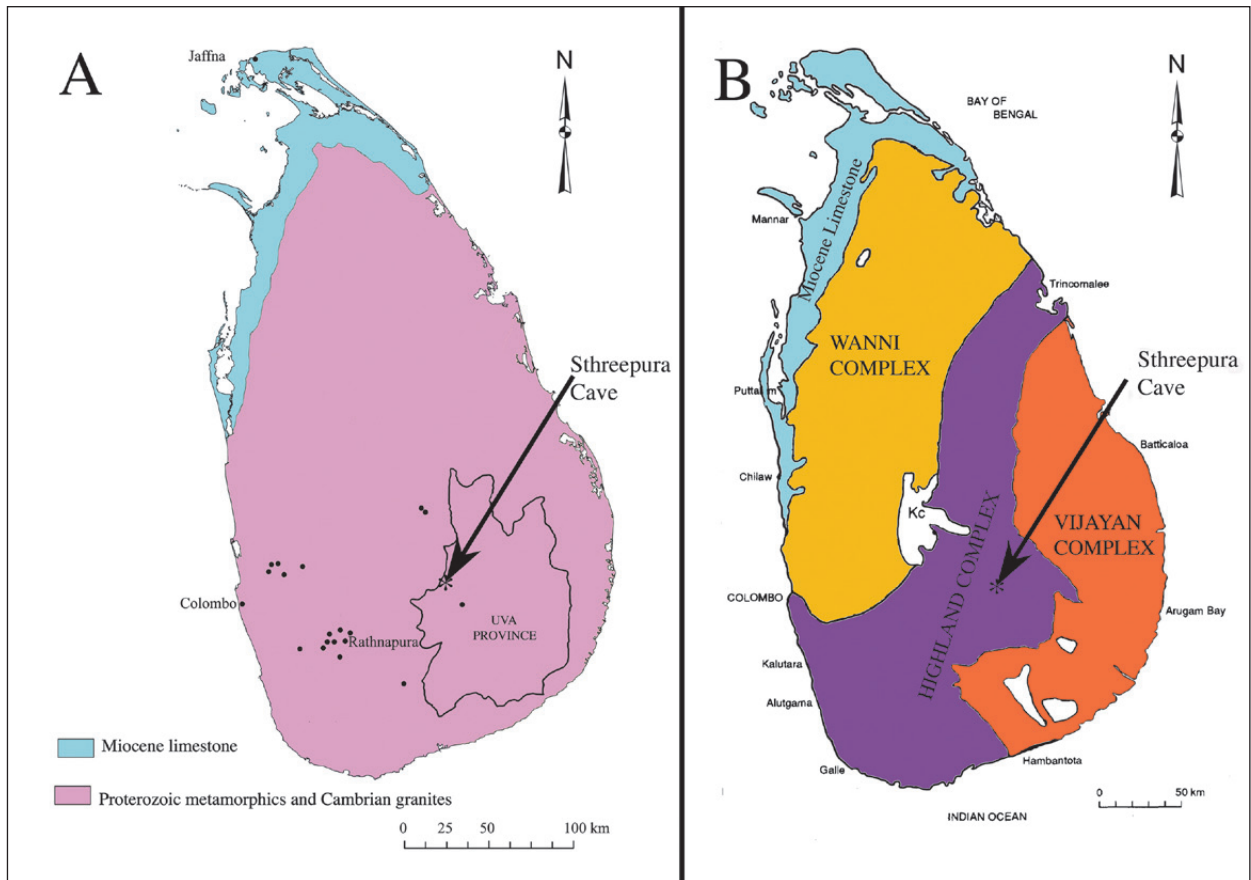 A
N
Jaffna
Sthreepura
Cave
Colombo
Rathnapura
UVA
PROVINCE
Miocene limestone
Proterozoic metamorphics and Cambrian granites
0 25 50 100 km
B
N
BAY OF
BENGAL
Mannar
Miocene Limestone
Trincomalee
WANNI
COMPLEX
Sthreepura
Cave
Puttalam
Batticaloa
Chilaw
Kc
VIJAYAN
COMPLEX
HIGHLAND COMPLEX
COLOMBO
Arugam Bay
Kalutara
Alutgama
Galle
Hambantota
0 50 km
INDIAN OCEAN